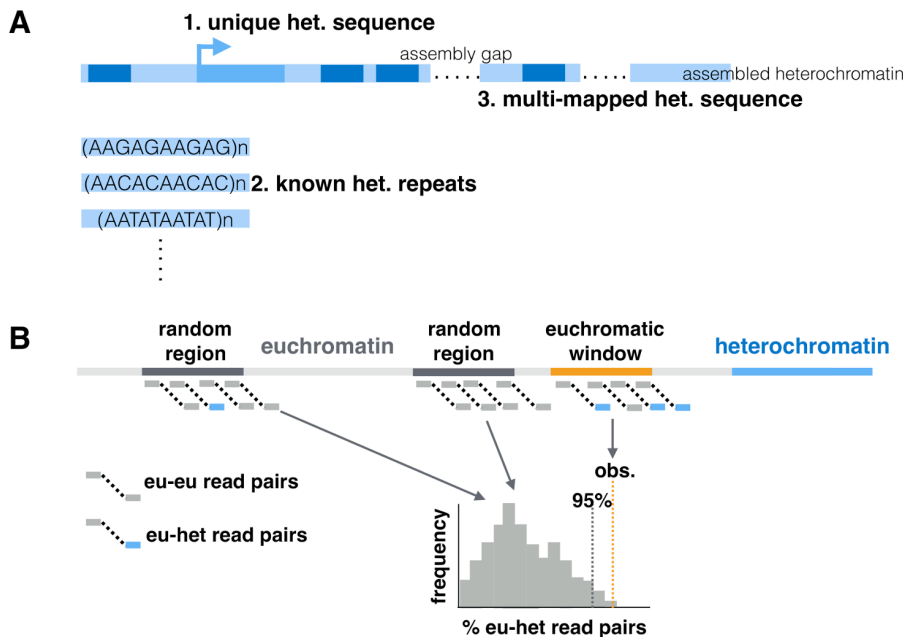 A
1. unique het. sequence
assembly gap
assembled heterochromatin
3. multi-mapped het. sequence
(AAGAGAAGAG)n
(AACACAACAC)n
2. known het. repeats
(AATATAATAT)n
B
random
region
euchromatin
random
region
euchromatic
window
heterochromatin
eu-eu read pairs
eu-het read pairs
obs.
95%
frequency
% eu-het read pairs